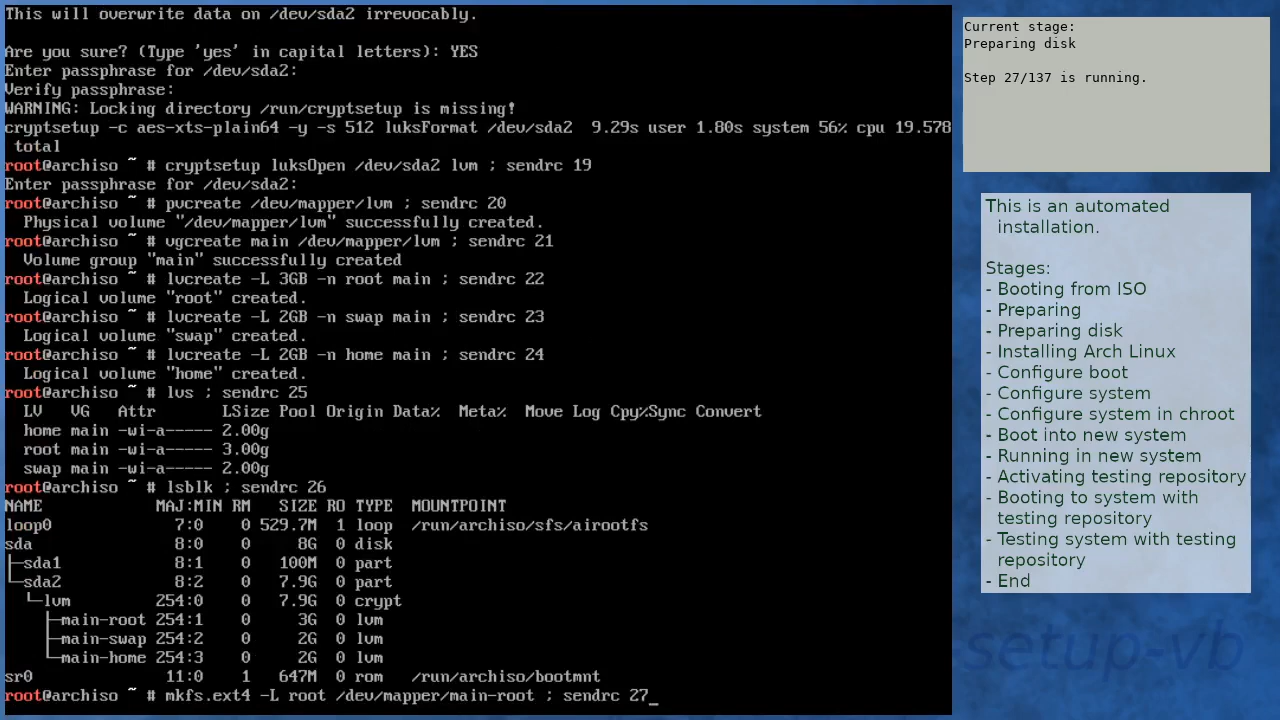 This will overwrite data on /dev/sda2 irrevocably.
Are you sure? (Type 'yes' in capital letters): YES
Enter passphrase for /dev/sda2:
Verify passphrase:
WARNING: Locking directory /run/cryptsetup is missing!
cryptsetup -c aes-xts-plain64 -y -s 512 luksFormat /dev/sda2  9.29s user 1.80s system 56% cpu 19.578
 total
root@archiso ~ # cryptsetup luksOpen /dev/sda2 lvm ; sendrc 19
Enter passphrase for /dev/sda2:
root@archiso ~ # pvcreate /dev/mapper/lvm ; sendrc 20
  Physical volume "/dev/mapper/lvm" successfully created.
root@archiso ~ # vgcreate main /dev/mapper/lvm ; sendrc 21
  Volume group "main" successfully created
root@archiso ~ # lvcreate -L 3GB -n root main ; sendrc 22
  Logical volume "root" created.
root@archiso ~ # lvcreate -L 2GB -n swap main ; sendrc 23
  Logical volume "swap" created.
root@archiso ~ # lvcreate -L 2GB -n home main ; sendrc 24
  Logical volume "home" created.
root@archiso ~ # lvs ; sendrc 25
  LV   VG   Attr       LSize Pool Origin Data%  Meta%  Move Log Cpy%Sync Convert
  home main -wi-a----- 2.00g
  root main -wi-a----- 3.00g
  swap main -wi-a----- 2.00g
root@archiso ~ # lsblk ; sendrc 26
NAME            MAJ:MIN RM   SIZE RO TYPE  MOUNTPOINT
loop0             7:0    0 529.7M  1 loop  /run/archiso/sfs/airootfs
sda               8:0    0     8G  0 disk
├─sda1            8:1    0   100M  0 part
└─sda2            8:2    0   7.9G  0 part
  └─lvm         254:0    0   7.9G  0 crypt
    ├─main-root 254:1    0     3G  0 lvm
    ├─main-swap 254:2    0     2G  0 lvm
    └─main-home 254:3    0     2G  0 lvm
sr0              11:0    1   647M  0 rom   /run/archiso/bootmnt
root@archiso ~ # mkfs.ext4 -L root /dev/mapper/main-root ; sendrc 27_
Current stage:
Preparing disk
Step 27/137 is running.
This is an automated
installation.
Stages:
- Booting from ISO
- Preparing
- Preparing disk
- Installing Arch Linux
- Configure boot
- Configure system
- Configure system in chroot
- Boot into new system
- Running in new system
- Activating testing repository
- Booting to system with
testing repository
- Testing system with testing
repository
- End
setup-vb